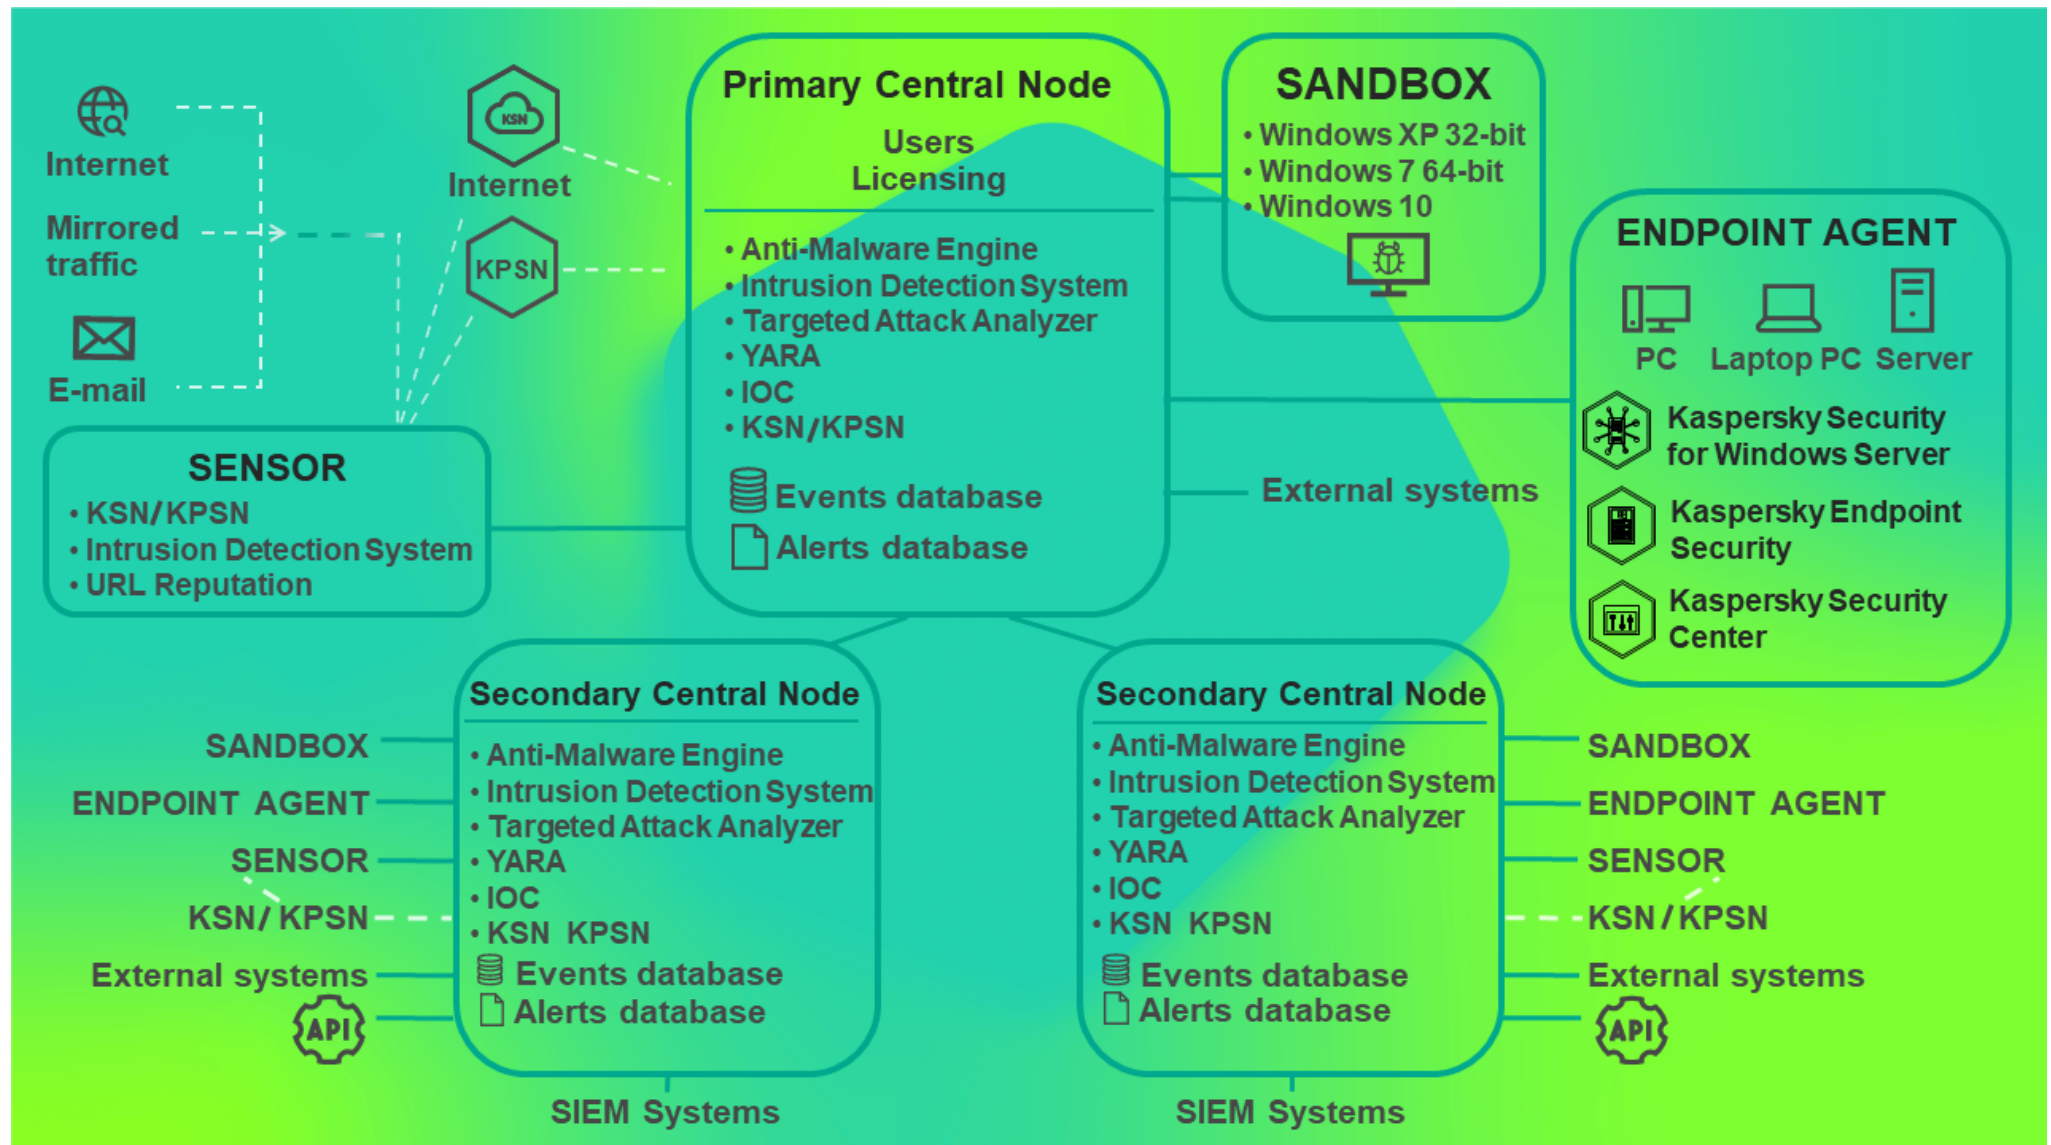 Internet
Mirrored
traffic
E-mail
KSN
Internet
KPSN
Primary Central Node
Users
Licensing
• Anti-Malware Engine
• Intrusion Detection System
• Targeted Attack Analyzer
• YARA
• IOC
• KSN/KPSN
Events database
Alerts database
SANDBOX
• Windows XP 32-bit
• Windows 7 64-bit
• Windows 10
ENDPOINT AGENT
PC Laptop PC Server
Kaspersky Security
for Windows Server
Kaspersky Endpoint
Security
Kaspersky Security
Center
External systems
SENSOR
• KSN/KPSN
• Intrusion Detection System
• URL Reputation
SANDBOX
ENDPOINT AGENT
SENSOR
KSN/ KPSN
External systems
API
Secondary Central Node
• Anti-Malware Engine
• Intrusion Detection System
• Targeted Attack Analyzer
• YARA
• IOC
• KSN KPSN
Events database
Alerts database
SIEM Systems
Secondary Central Node
• Anti-Malware Engine
• Intrusion Detection System
• Targeted Attack Analyzer
• YARA
• IOC
• KSN KPSN
Events database
Alerts database
SIEM Systems
SANDBOX
ENDPOINT AGENT
SENSOR
KSN / KPSN
External systems
API